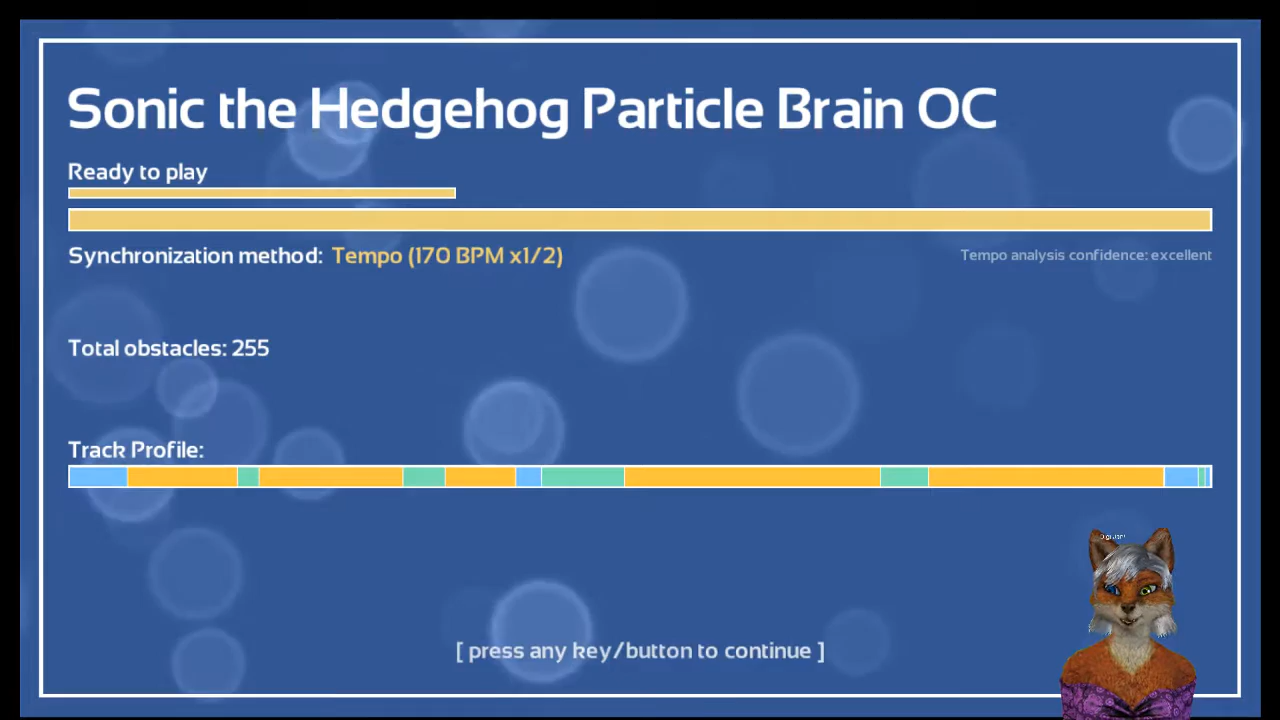 Sonic the Hedgehog Particle Brain OC
Ready to play
Synchronization method: Tempo (170 BPM x1/2)
Tempo analysis confidence: excellent
Total obstacles: 255
Track Profile:
[ press any key/button to continue ]